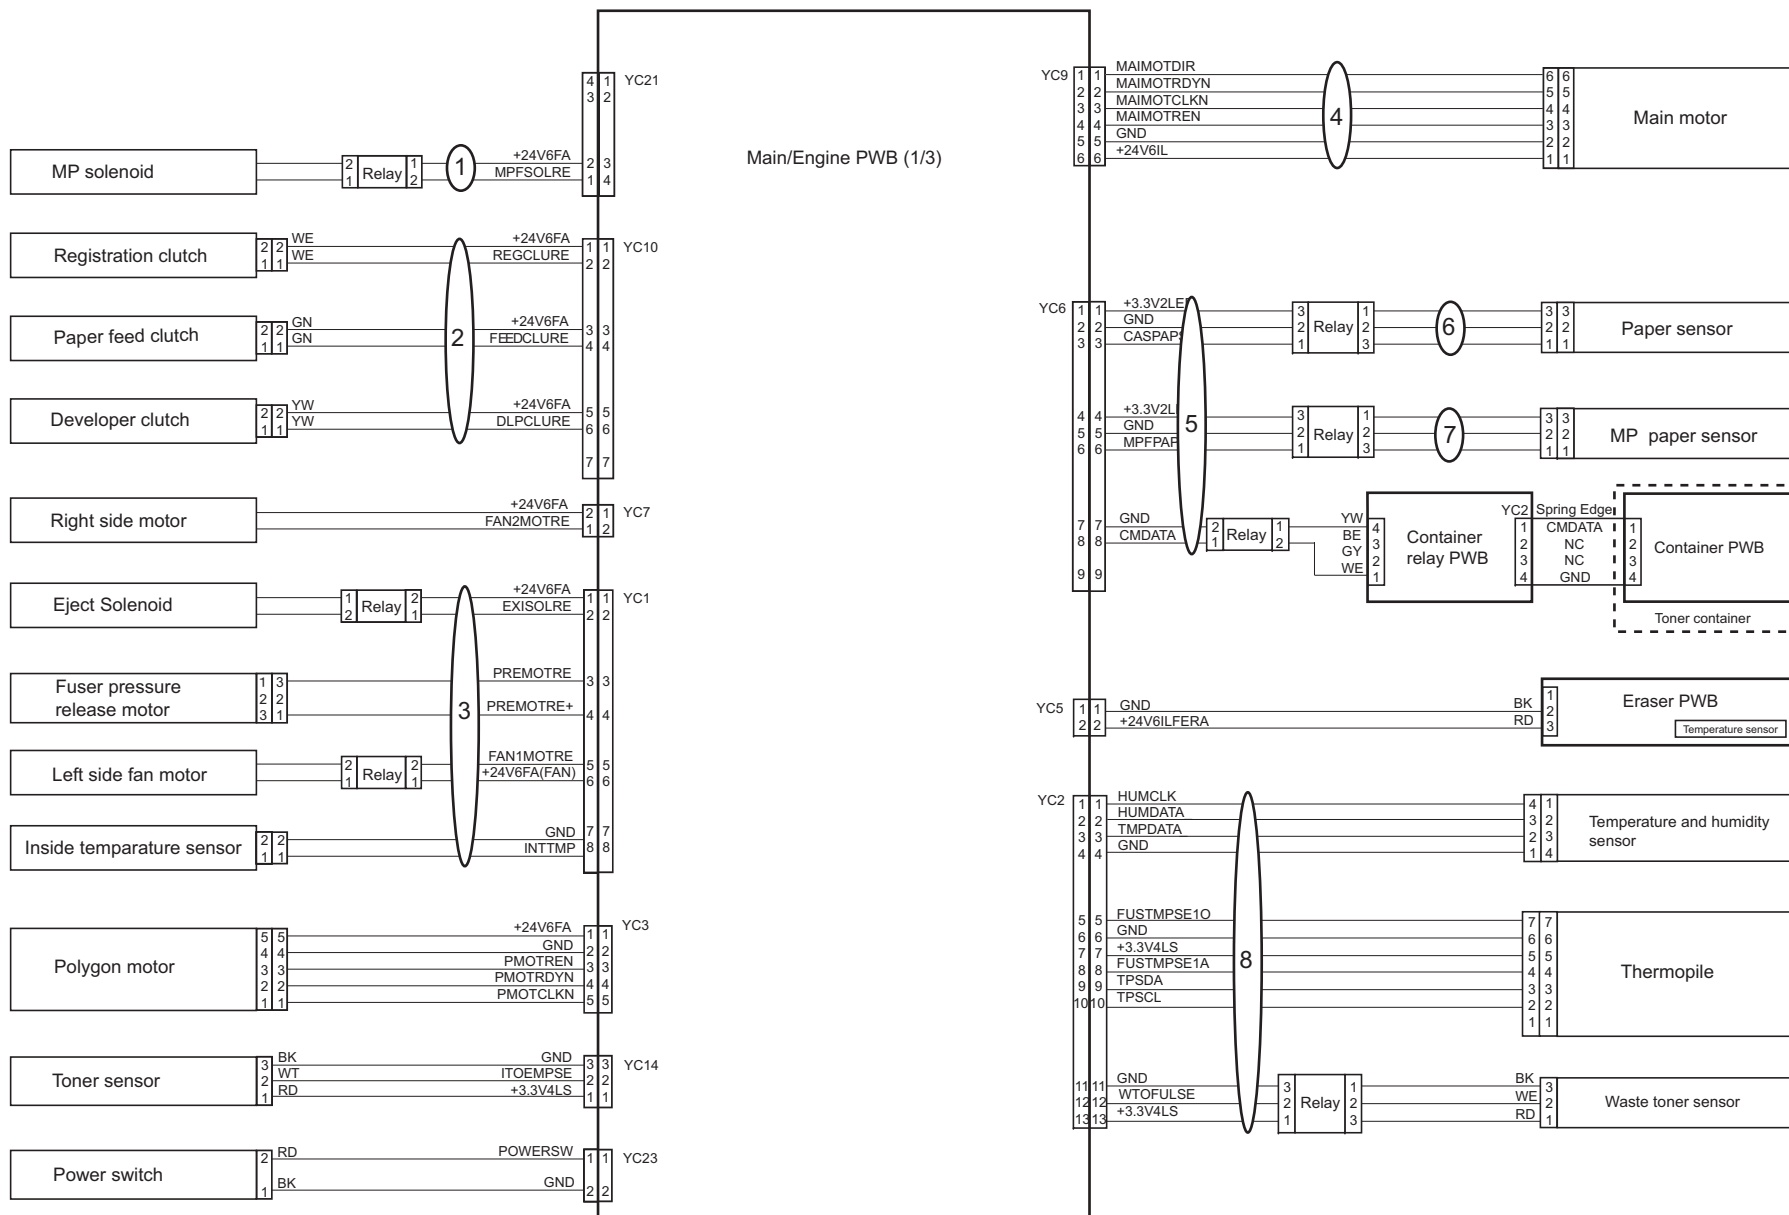 Main/Engine PWB (1/3)
YC21
4 1
3 2
MP solenoid
2 Relay 1
1 2
1
+24V6FA 2 3
MPFSOLRE 1 4
Registration clutch
2 2 WE +24V6FA 1 1 YC10
1 1 WE REGCLURE 2 2
Paper feed clutch
2 2 GN +24V6FA 3 3
1 1 GN FEEDCLURE 4 4
2
Developer clutch
2 2 YW +24V6FA 5 5
1 1 YW DLPCLURE 6 6
7 7
Right side motor
+24V6FA 2 1 YC7
FAN2MOTRE 1 2
Eject Solenoid
1 Relay 2 +24V6FA 1 1 YC1
2 1 EXISOLRE 2 2
Fuser pressure
release motor
1 3 PREMOTRE 3 3
2 2
3 1 PREMOTRE+ 4 4
3
Left side fan motor
2 Relay 2 FAN1MOTRE 5 5
1 1 +24V6FA(FAN) 6 6
Inside temparature sensor
2 2 GND 7 7
1 1 INTTMP 8 8
Polygon motor
5 5 +24V6FA 1 1 YC3
4 4 GND 2 2
3 3 PMOTREN 3 3
2 2 PMOTRDYN 4 4
1 1 PMOTCLKN 5 5
Toner sensor
3 BK GND 3 3 YC14
2 WT ITOEMPSE 2 2
1 RD +3.3V4LS 1 1
Power switch
2 RD POWERSW 1 1 YC23
1 BK GND 2 2
YC9 1 1 MAIMOTDIR 6 6
2 2 MAIMOTRDYN 5 5
3 3 MAIMOTCLKN 4 4
4 4 MAIMOTREN 3 3
5 5 GND 2 2
6 6 +24V6IL 1 1
4
Main motor
YC6 1 1 +3.3V2LE 3 Relay 1 3 3
2 2 GND 2 2 2 2
3 3 CASPAPS 1 3 1 1
6
Paper sensor
4 4 +3.3V2L 3 Relay 1 3 3
5 5 GND 2 2 2 2
6 6 MPFPAP 1 3 1 1
5
7
MP paper sensor
7 7 GND 2 Relay 1 YW 4
8 8 CMDATA 1 2 BE 3
GY 2
WE 1
9 9
Container
relay PWB
YC2 Spring Edge
1 CMDATA 1
2 NC 2
3 NC 3
4 GND 4
Container PWB
Toner container
YC5 1 1 GND BK
2 2 +24V6ILFERA RD
1
2
3
Eraser PWB
Temperature sensor
YC2 1 1 HUMCLK 4 1
2 2 HUMDATA 3 2
3 3 TMPDATA 2 3
4 4 GND 1 4
Temperature and humidity
sensor
5 5 FUSTMPSE1O 7 7
6 6 GND 6 6
7 7 +3.3V4LS 5 5
8 8 FUSTMPSE1A 4 4
9 9 TPSDA 3 3
10 10 TPSCL 2 2
1 1
8
Thermopile
11 11 GND 3 Relay 1 BK 3
12 12 WTOFULSE 2 2 WE 2
13 13 +3.3V4LS 1 3 RD 1
Waste toner sensor